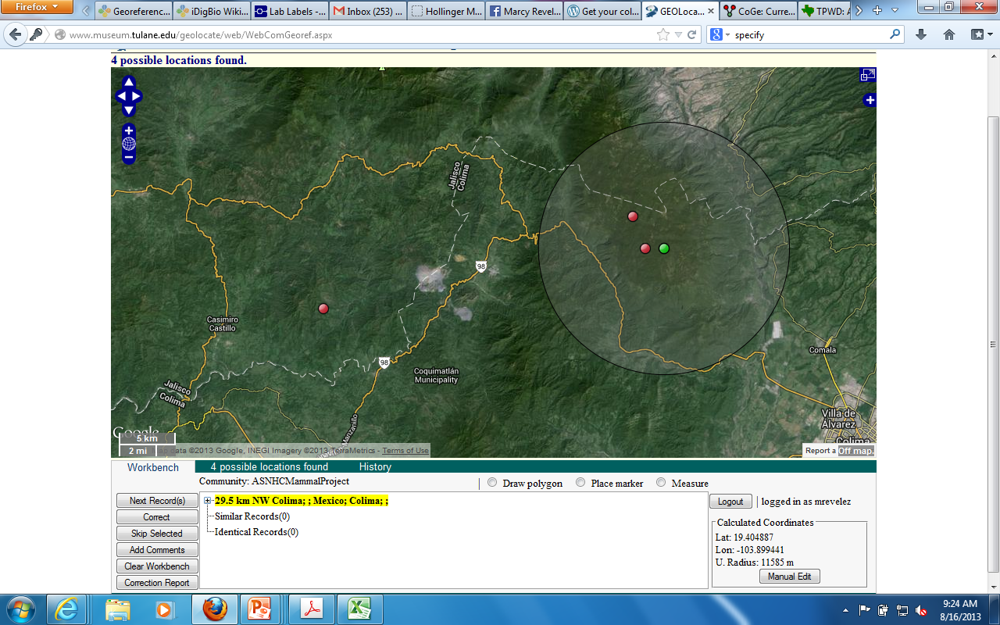 Firefox
Georeferenc...
iDigBio Wiki...
Lab Labels -...
Inbox (253) ...
Hollinger M...
Marcy Revel...
Get your col...
GEOLoca...
CoGe: Curre...
TPWD: A
www.museum.tulane.edu/geolocate/web/WebComGeoref.aspx
specify
4 possible locations found.
Jalisco
Colima
98
Casimiro
Castillo
Comala
98
Coquimatlán
Municipality
Jalisco
Colima
Villa de
Álvarez
Colima
Manzanillo
Google
5 km
2 mi
data ©2013 Google, INEGI Imagery ©2013 TerraMetrics - Terms of Use
Report a Off map.
Workbench
4 possible locations found
History
Community: ASNHCMammalProject
Draw polygon
Place marker
Measure
Next Record(s)
Correct
Skip Selected
Add Comments
Clear Workbench
Correction Report
29.5 km NW Colima; ; Mexico; Colima; ;
Similar Records(0)
Identical Records(0)
Logout
logged in as mrevelez
Calculated Coordinates
Lat: 19.404887
Lon: -103.899441
U. Radius: 11585 m
Manual Edit
9:24 AM
8/16/2013